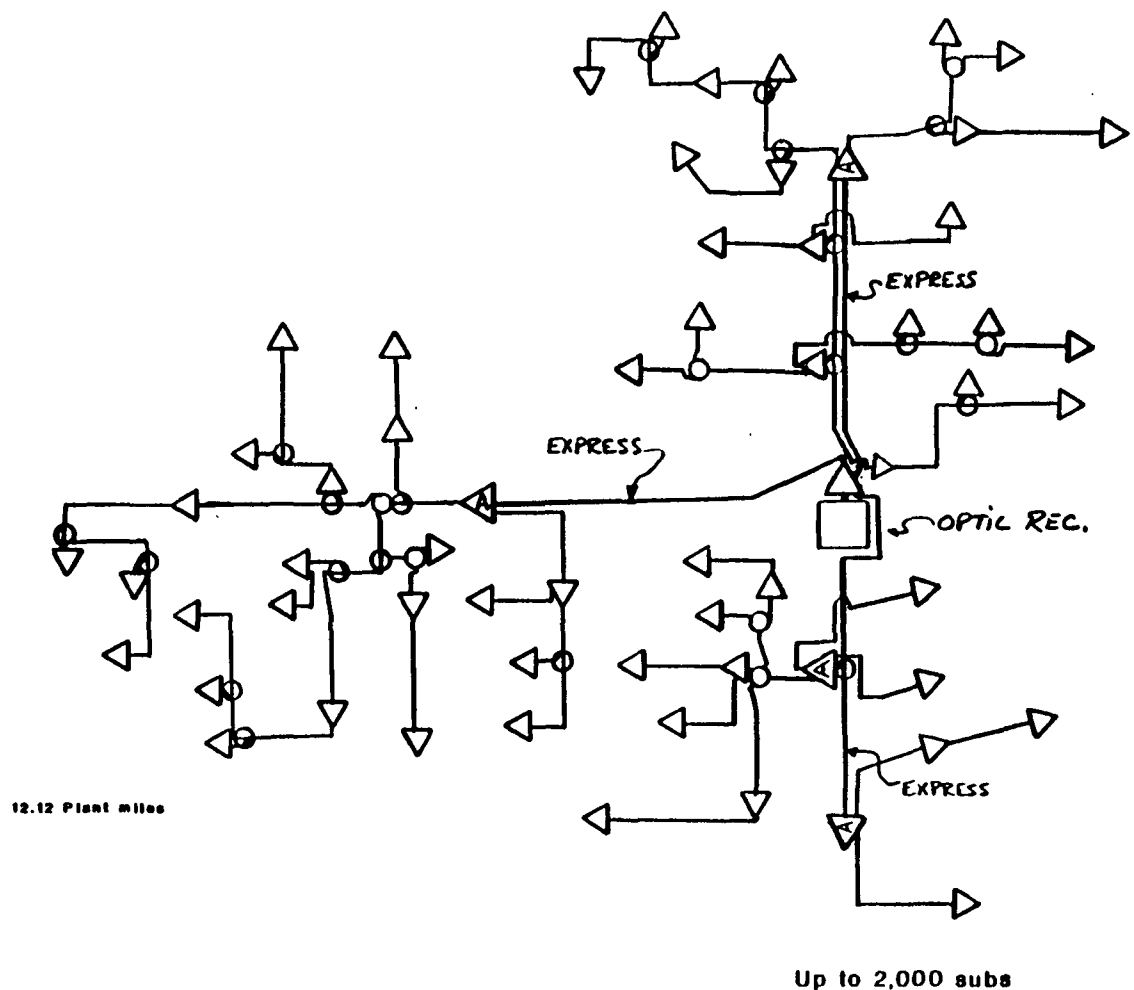 A
EXPRESS
EXPRESS
A
OPTIC REC.
A
EXPRESS
12.12 Plant miles
A
Up to 2,000 subs